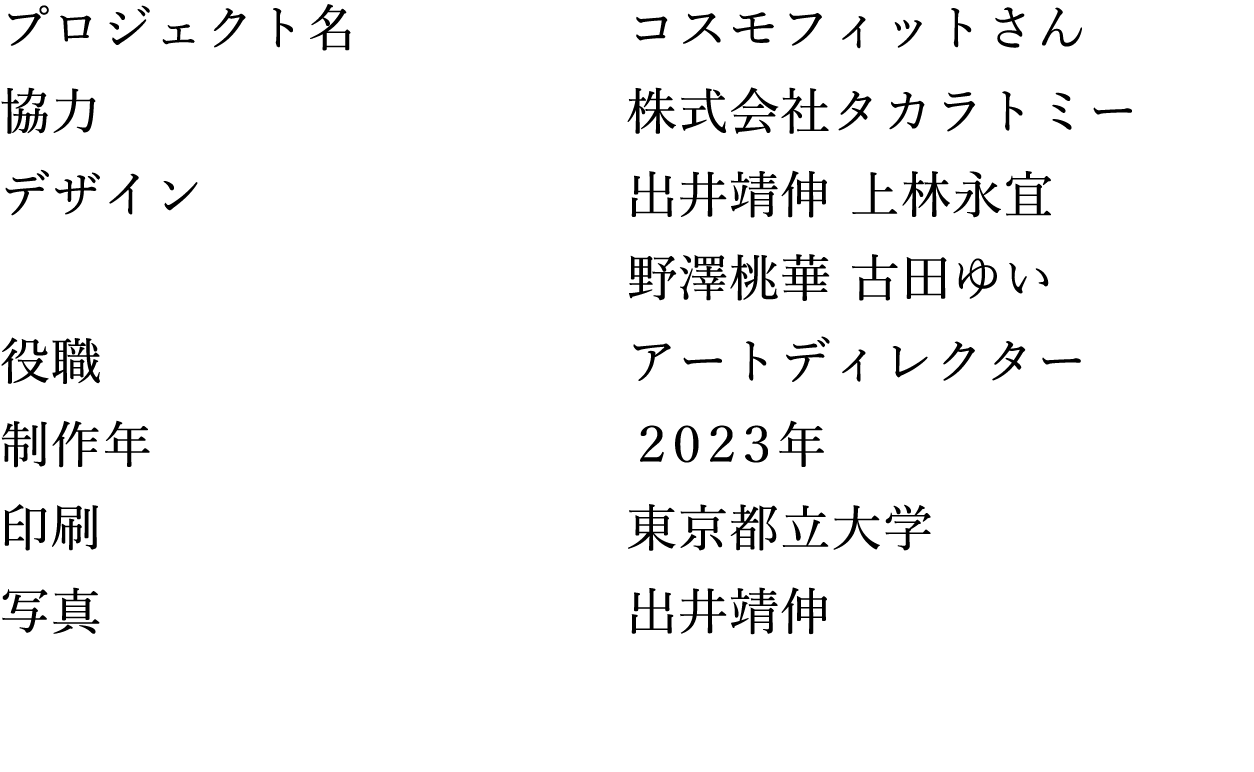 プロジェクト名 コスモフィットさん
協力 株式会社タカラトミー
デザイン 出井靖伸 上林永宜
野澤桃華 古田ゆい
役職 アートディレクター
制作年 2023年
印刷 東京都立大学
写真 出井靖伸